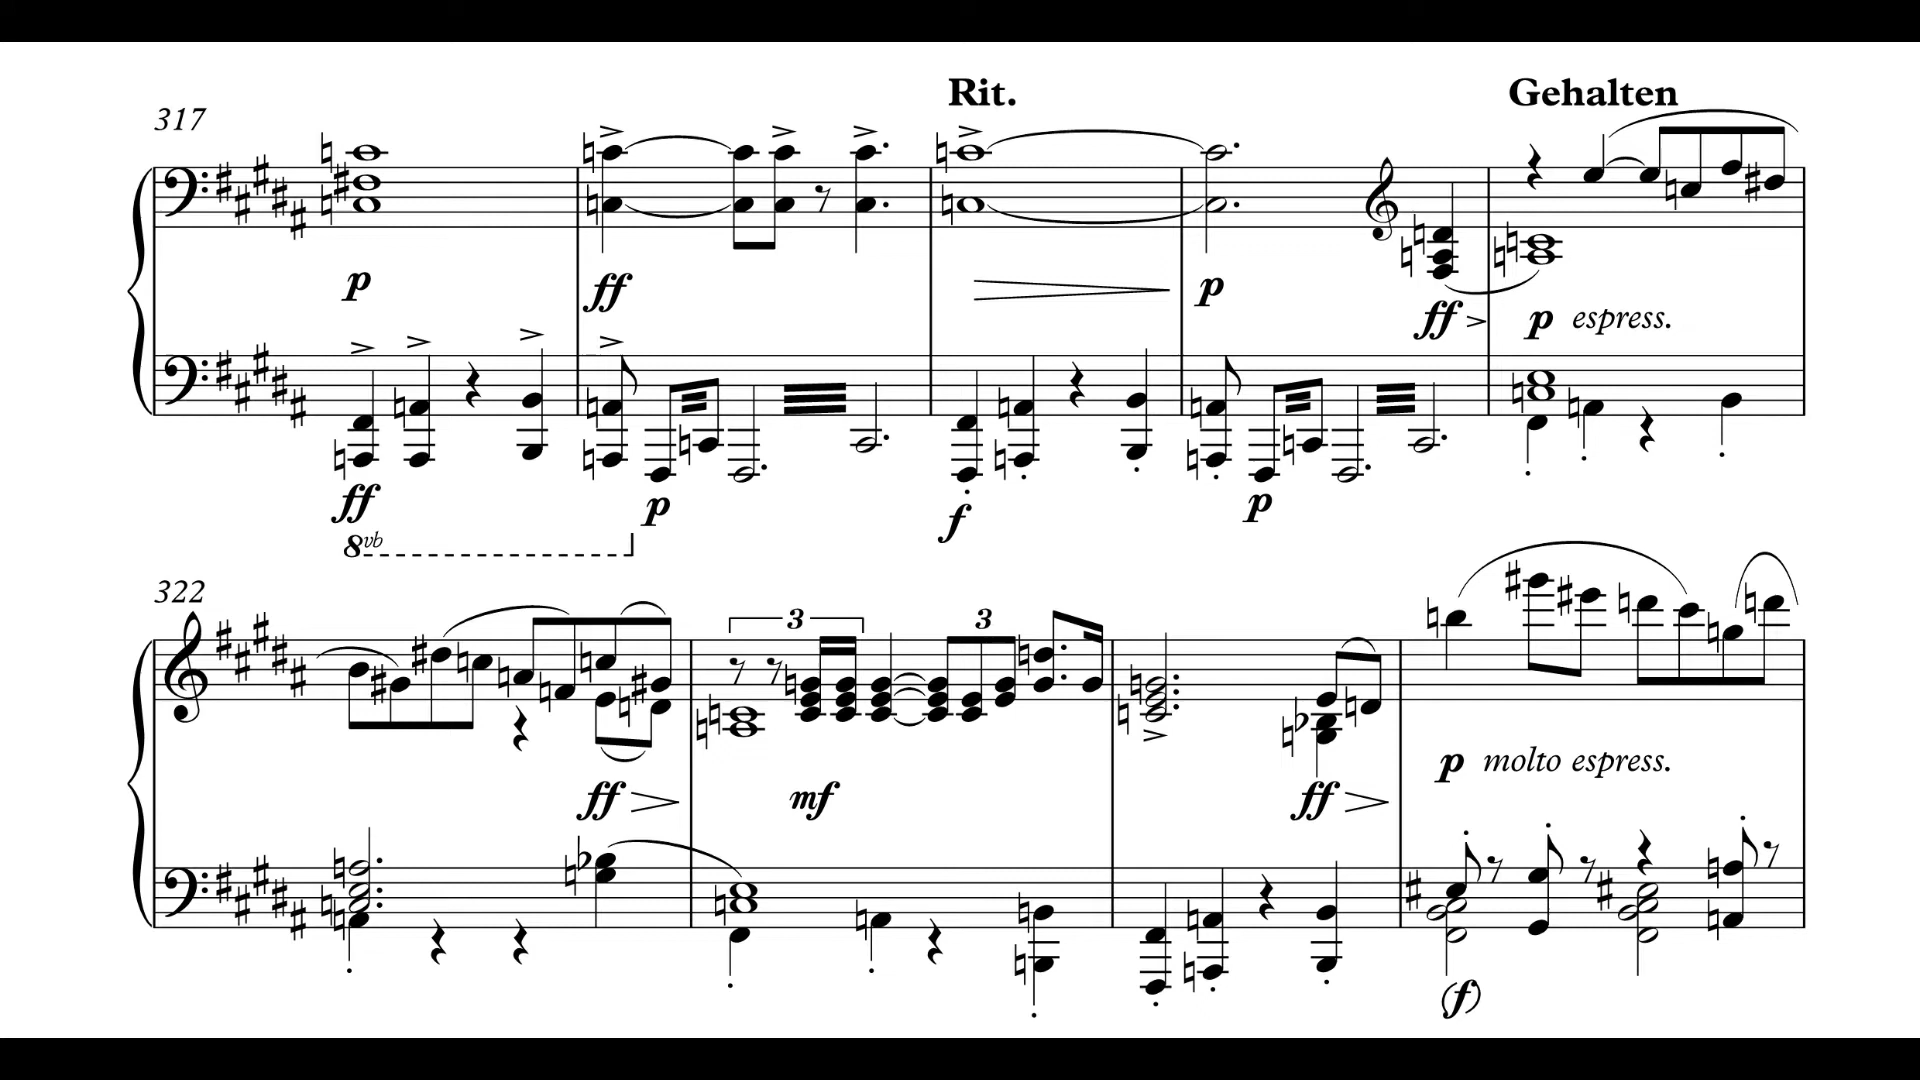 Rit.
Gehalten
317
p
ff
p
ff
p espress.
ff
p
f
p
8vb
322
3
3
ff
mf
ff
p molto espress.
(f)